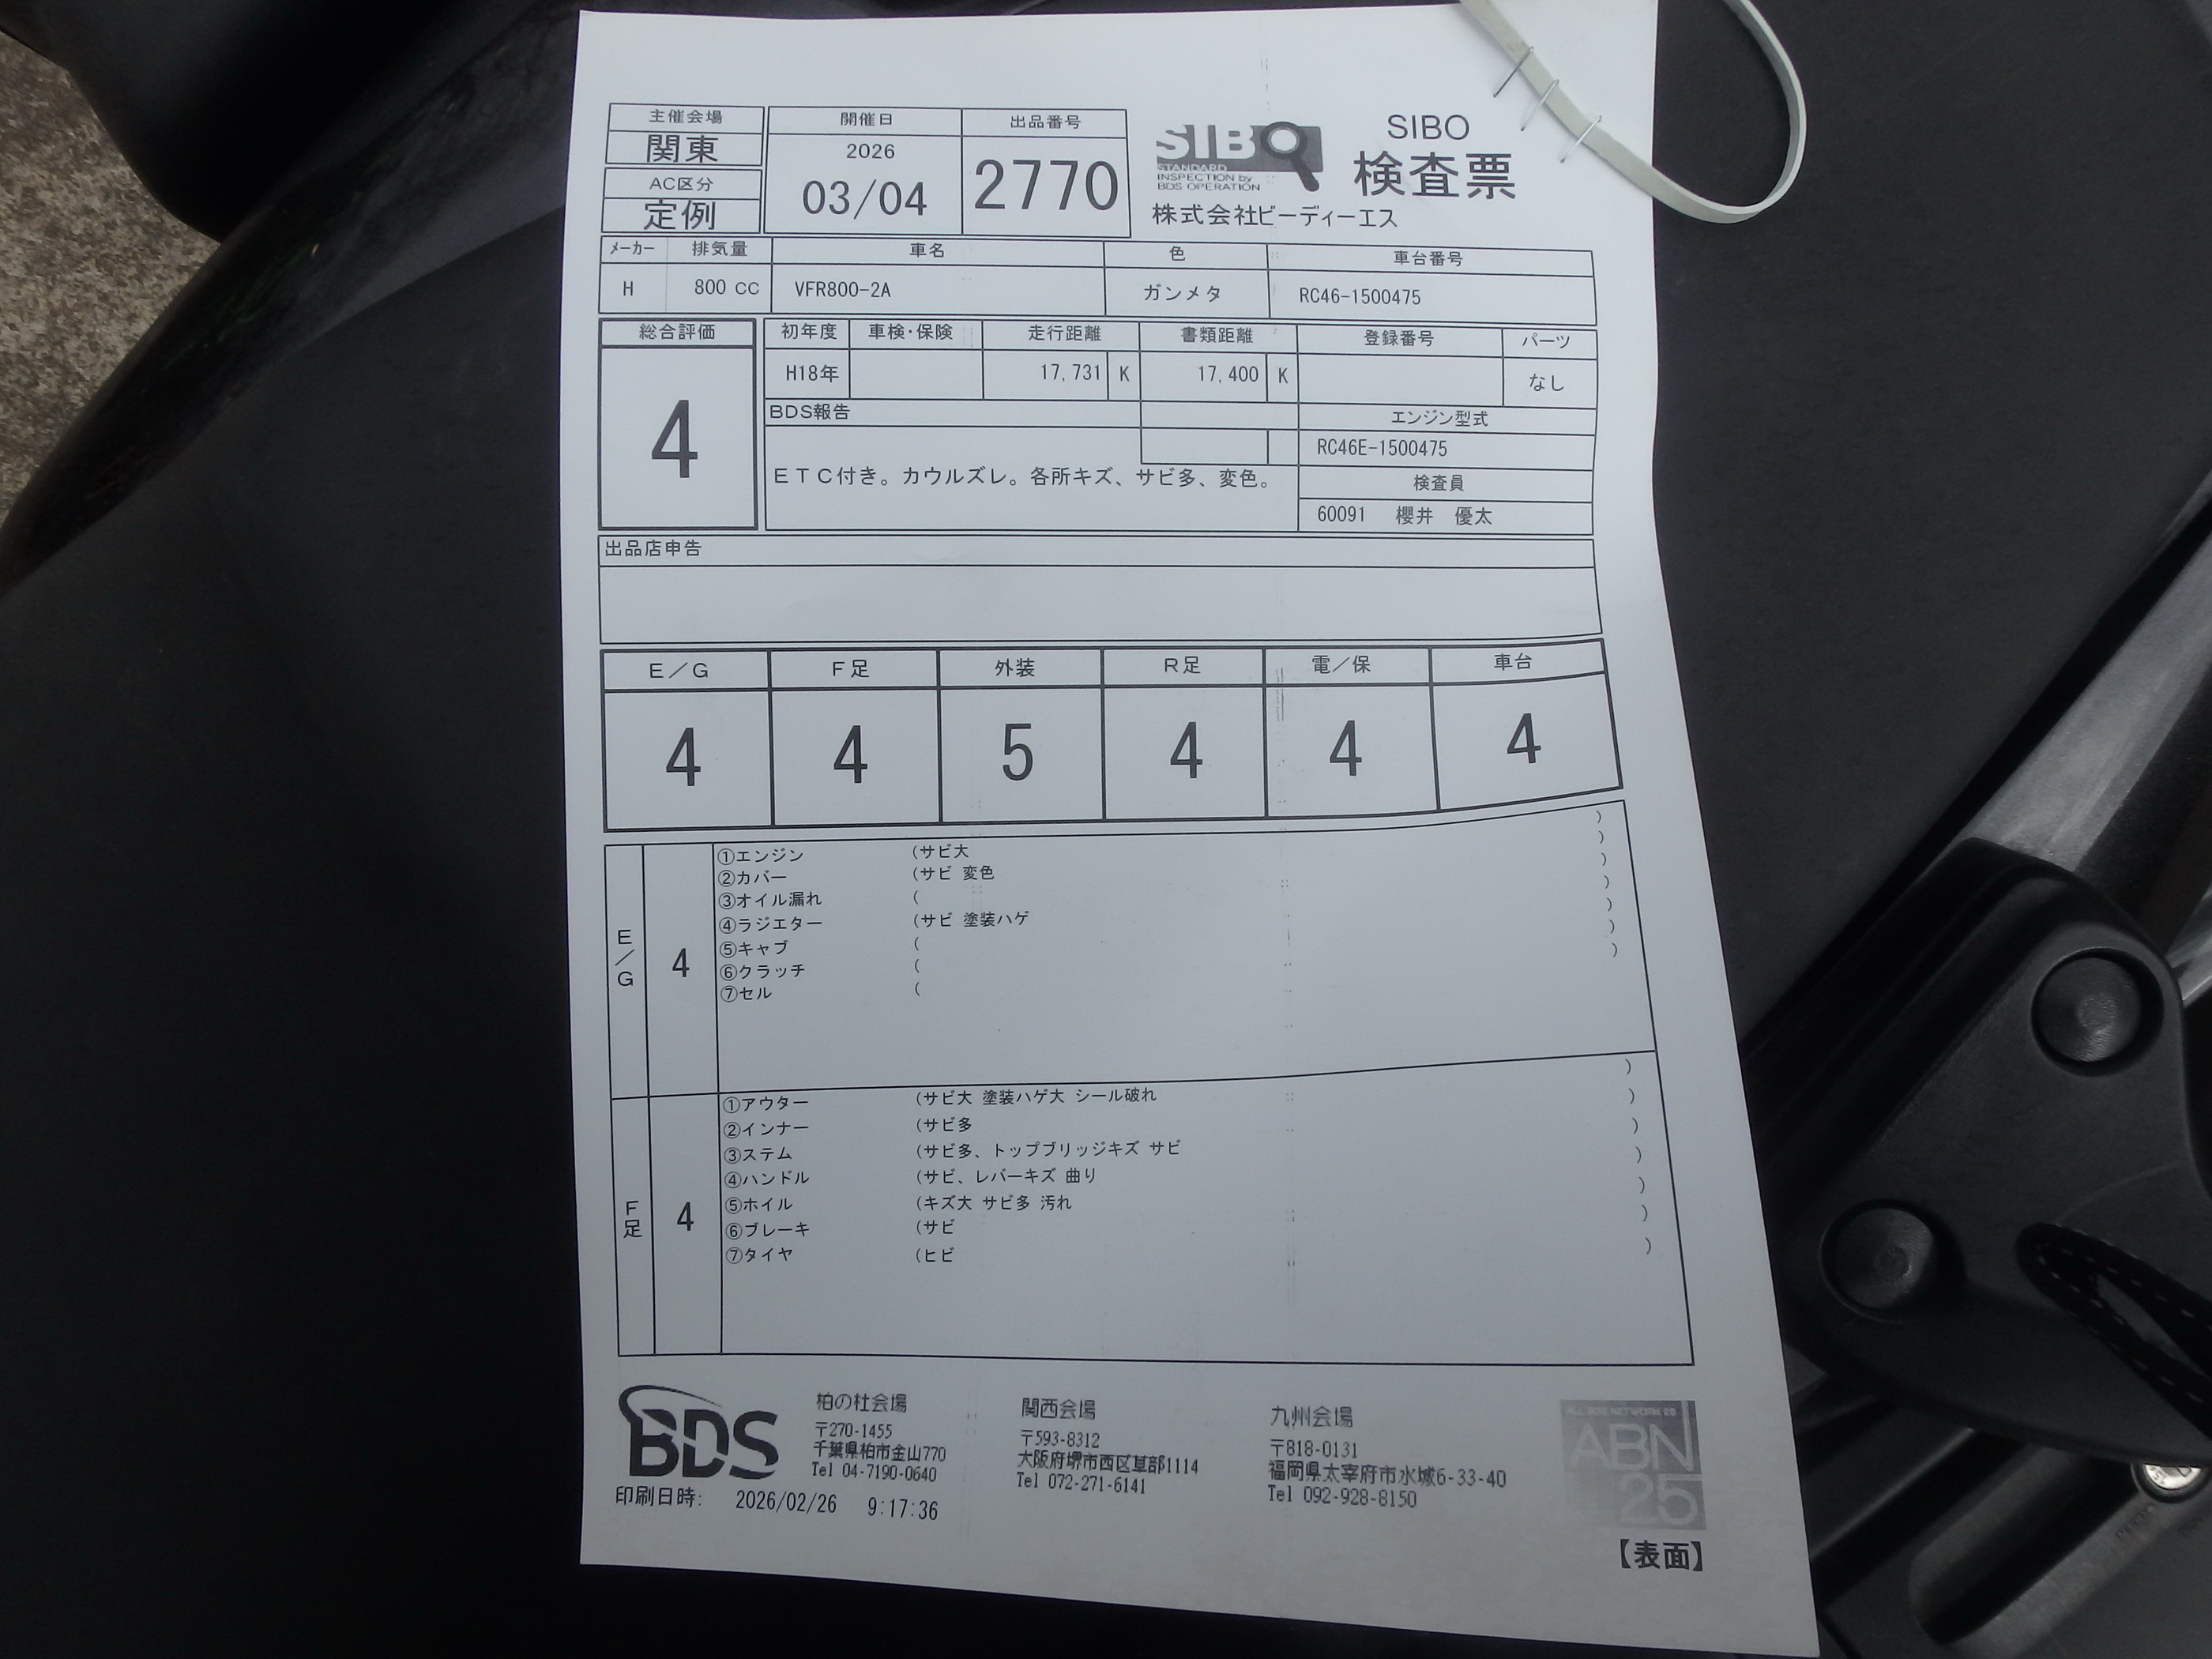 主催会場
関東
AC区分
定例
開催日
2026
03/04
出品番号
2770
SIBO
STANDARD
INSPECTION by
BDS OPERATION
SIBO
検査票
株式会社ビーディーエス
メーカー 排気量 車名 色 車台番号
H 800 CC VFR800-2A ガンメタ RC46-1500475
総合評価
4
初年度 車検・保険 走行距離 書類距離 登録番号 パーツ
H18年 17,731 K 17,400 K なし
BDS報告
ETC付き。カウルズレ。各所キズ、サビ多、変色。
エンジン型式
RC46E-1500475
検査員
60091 櫻井 優太
出品店申告
E/G F足 外装 R足 電/保 車台
4 4 5 4 4 4
E/G
4
①エンジン (サビ大 )
②カバー (サビ 変色 )
③オイル漏れ ( )
④ラジエター (サビ 塗装ハゲ )
⑤キャブ ( )
⑥クラッチ ( )
⑦セル ( )
F足
4
①アウター (サビ大 塗装ハゲ大 シール破れ )
②インナー (サビ多 )
③ステム (サビ多、トップブリッジキズ サビ )
④ハンドル (サビ、レバーキズ 曲り )
⑤ホイル (キズ大 サビ多 汚れ )
⑥ブレーキ (サビ )
⑦タイヤ (ヒビ )
BDS
柏の杜会場
〒270-1455
千葉県柏市金山770
Tel 04-7190-0640
関西会場
〒593-8312
大阪府堺市西区草部1114
Tel 072-271-6141
九州会場
〒818-0131
福岡県太宰府市水城6-33-40
Tel 092-928-8150
ALL BDS NETWORK 25
ABN
25
印刷日時: 2026/02/26 9:17:36
【表面】